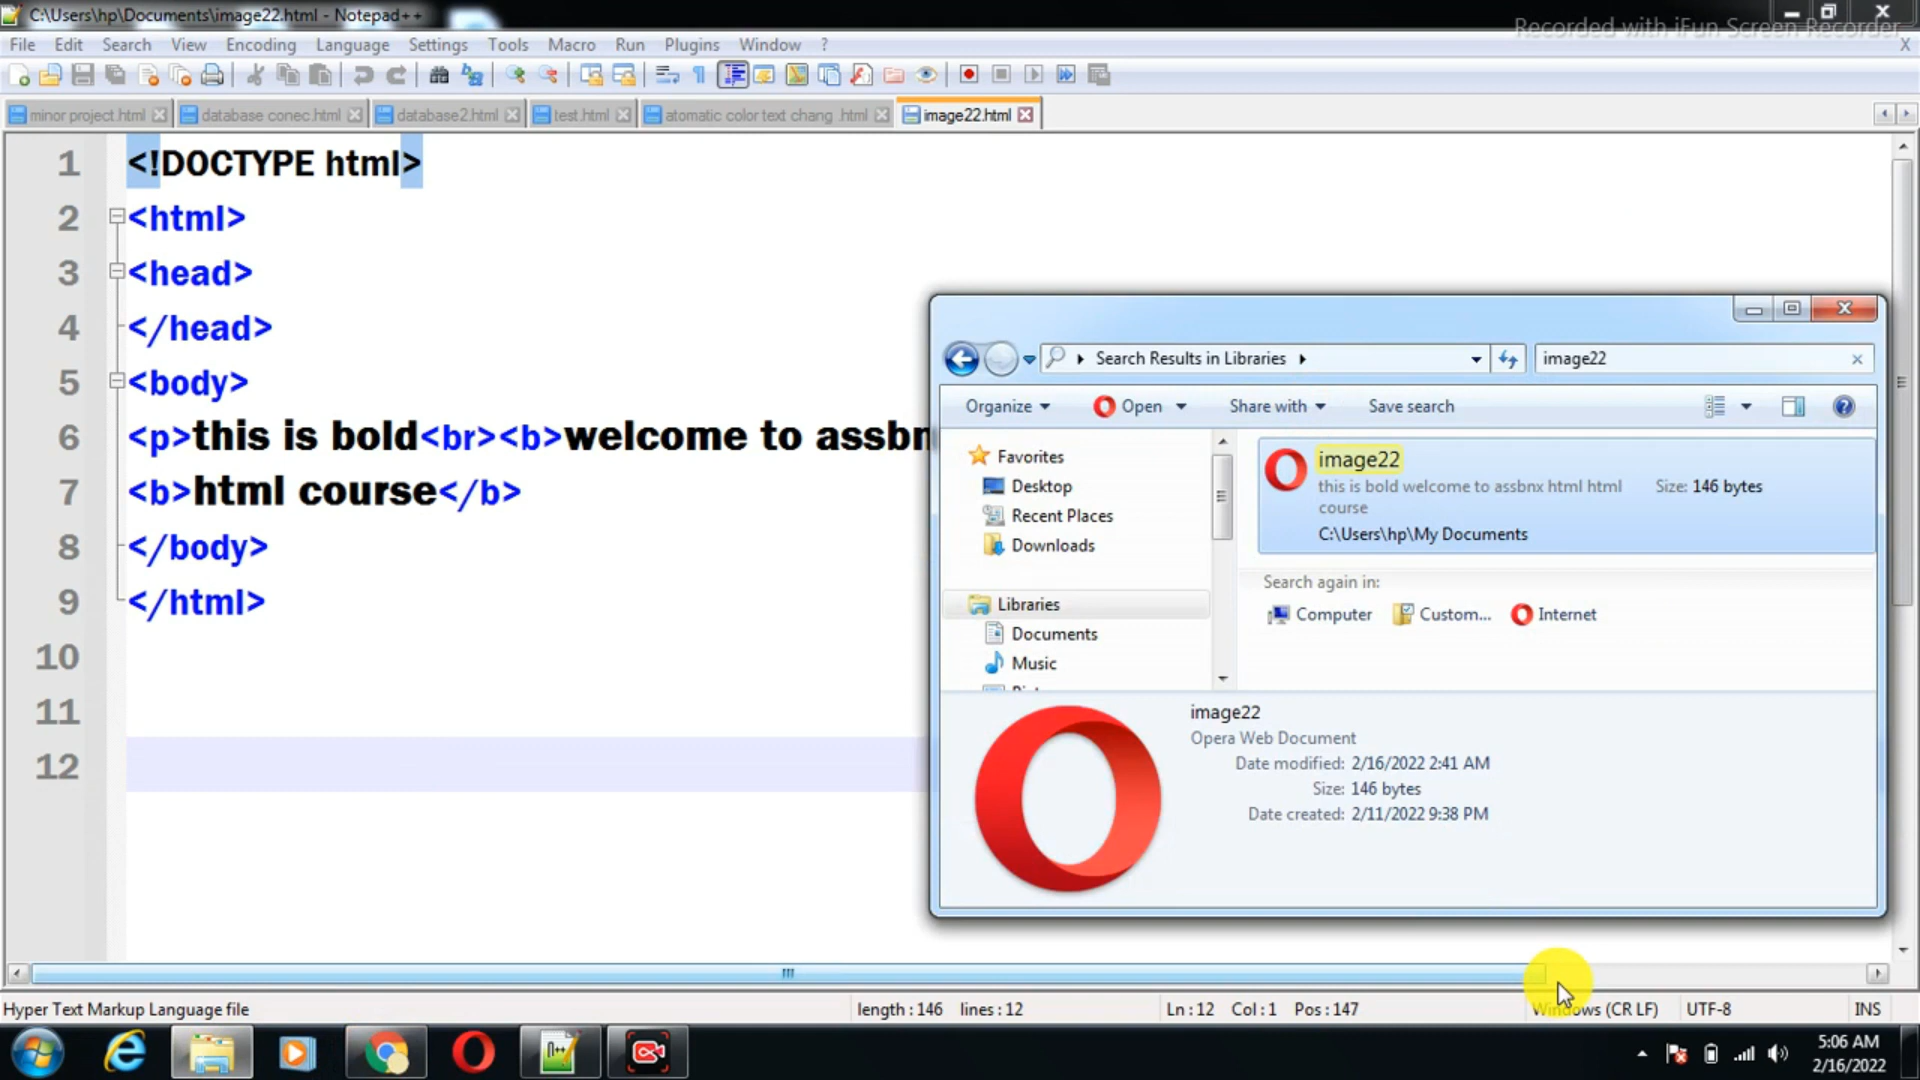 C:\Users\hp\Documents\image22.html - Notepad++
Recorded with iFun Screen Recorder
File Edit Search View Encoding Language Settings Tools Macro Run Plugins Window ? X
minor project.html database conec.html database2.html test.html atomatic color text chang .html image22.html
1 <!DOCTYPE html>
2 <html>
3 <head>
4 </head>
5 <body>
6 <p>this is bold<br><b>welcome to assbn
7 <b>html course</b>
8 </body>
9 </html>
10
11
12
Search Results in Libraries
image22
Organize Open Share with Save search
Favorites
Desktop
Recent Places
Downloads
Libraries
Documents
Music
image22
this is bold welcome to assbnx html html
course
Size: 146 bytes
C:\Users\hp\My Documents
Search again in:
Computer Custom... Internet
image22
Opera Web Document
Date modified: 2/16/2022 2:41 AM
Size: 146 bytes
Date created: 2/11/2022 9:38 PM
Hyper Text Markup Language file length : 146 lines : 12 Ln : 12 Col : 1 Pos : 147 Windows (CR LF) UTF-8 INS
5:06 AM
2/16/2022